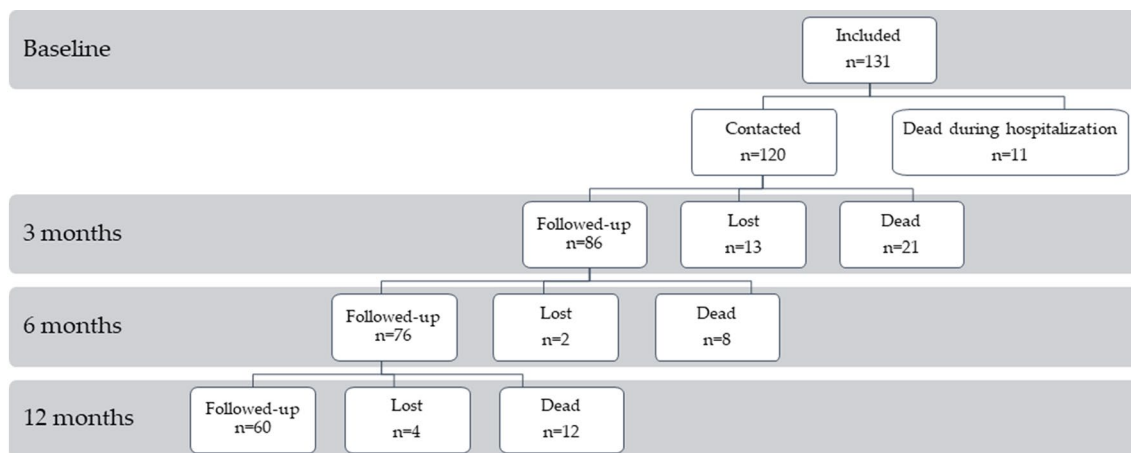 Baseline
Included
n=131
Contacted
n=120
Dead during hospitalization
n=11
3 months
Followed-up
n=86
Lost
n=13
Dead
n=21
6 months
Followed-up
n=76
Lost
n=2
Dead
n=8
12 months
Followed-up
n=60
Lost
n=4
Dead
n=12